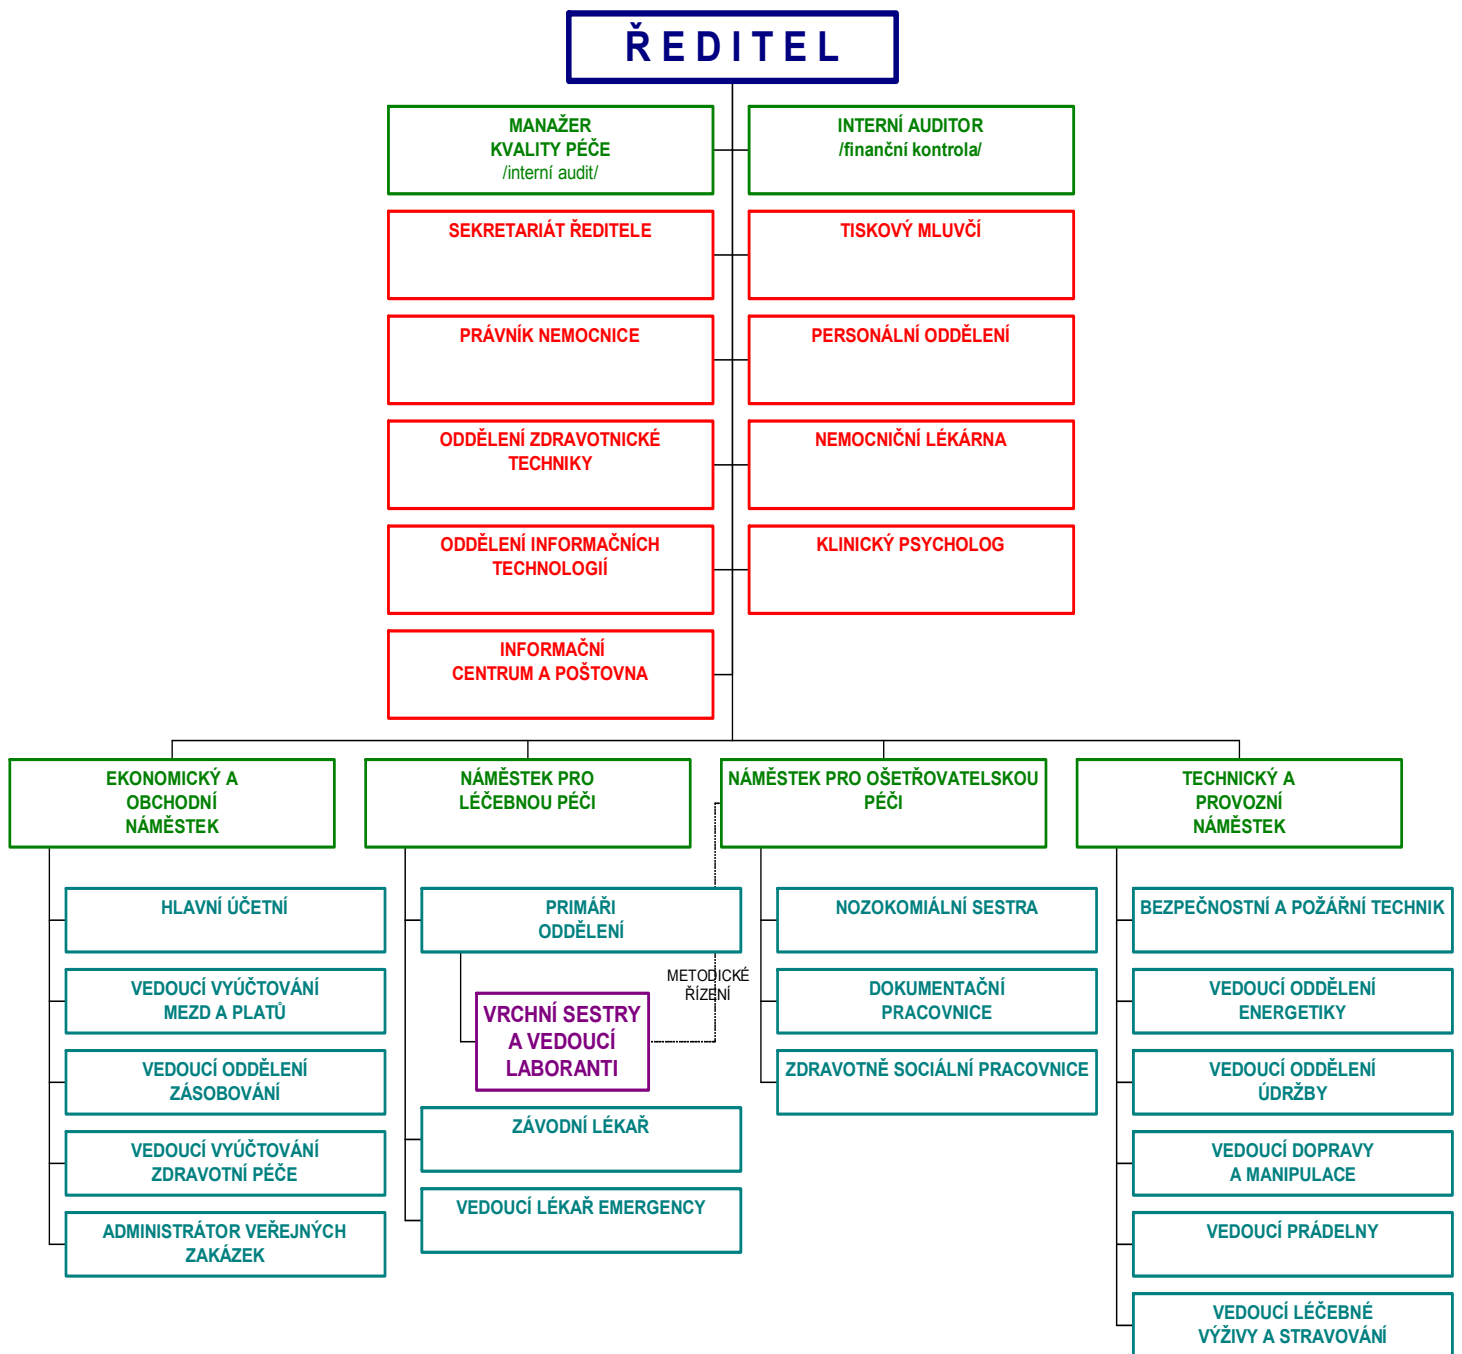 ŘEDITEL
MANAŽER
KVALITY PÉČE
/interní audit/
INTERNÍ AUDITOR
/finanční kontrola/
SEKRETARIÁT ŘEDITELE
TISKOVÝ MLUVČÍ
PRÁVNÍK NEMOCNICE
PERSONÁLNÍ ODDĚLENÍ
ODDĚLENÍ ZDRAVOTNICKÉ
TECHNIKY
NEMOCNIČNÍ LÉKÁRNA
ODDĚLENÍ INFORMAČNÍCH
TECHNOLOGIÍ
KLINICKÝ PSYCHOLOG
INFORMAČNÍ
CENTRUM A POŠTOVNA
EKONOMICKÝ A
OBCHODNÍ
NÁMĚSTEK
NÁMĚSTEK PRO
LÉČEBNOU PÉČI
NÁMĚSTEK PRO OŠETŘOVATELSKOU
PÉČI
TECHNICKÝ A
PROVOZNÍ
NÁMĚSTEK
HLAVNÍ ÚČETNÍ
VEDOUCÍ VYÚČTOVÁNÍ
MEZD A PLATŮ
VEDOUCÍ ODDĚLENÍ
ZÁSOBOVÁNÍ
VEDOUCÍ VYÚČTOVÁNÍ
ZDRAVOTNÍ PÉČE
ADMINISTRÁTOR VEŘEJNÝCH
ZAKÁZEK
PRIMÁŘI
ODDĚLENÍ
VRCHNÍ SESTRY
A VEDOUCÍ
LABORANTI
METODICKÉ
ŘÍZENÍ
ZÁVODNÍ LÉKAŘ
VEDOUCÍ LÉKAŘ EMERGENCY
NOZOKOMIÁLNÍ SESTRA
DOKUMENTAČNÍ
PRACOVNICE
ZDRAVOTNĚ SOCIÁLNÍ PRACOVNICE
BEZPEČNOSTNÍ A POŽÁŘNÍ TECHNIK
VEDOUCÍ ODDĚLENÍ
ENERGETIKY
VEDOUCÍ ODDĚLENÍ
ÚDRŽBY
VEDOUCÍ DOPRAVY
A MANIPULACE
VEDOUCÍ PRÁDELNY
VEDOUCÍ LÉČEBNÉ
VÝŽIVY A STRAVOVÁNÍ